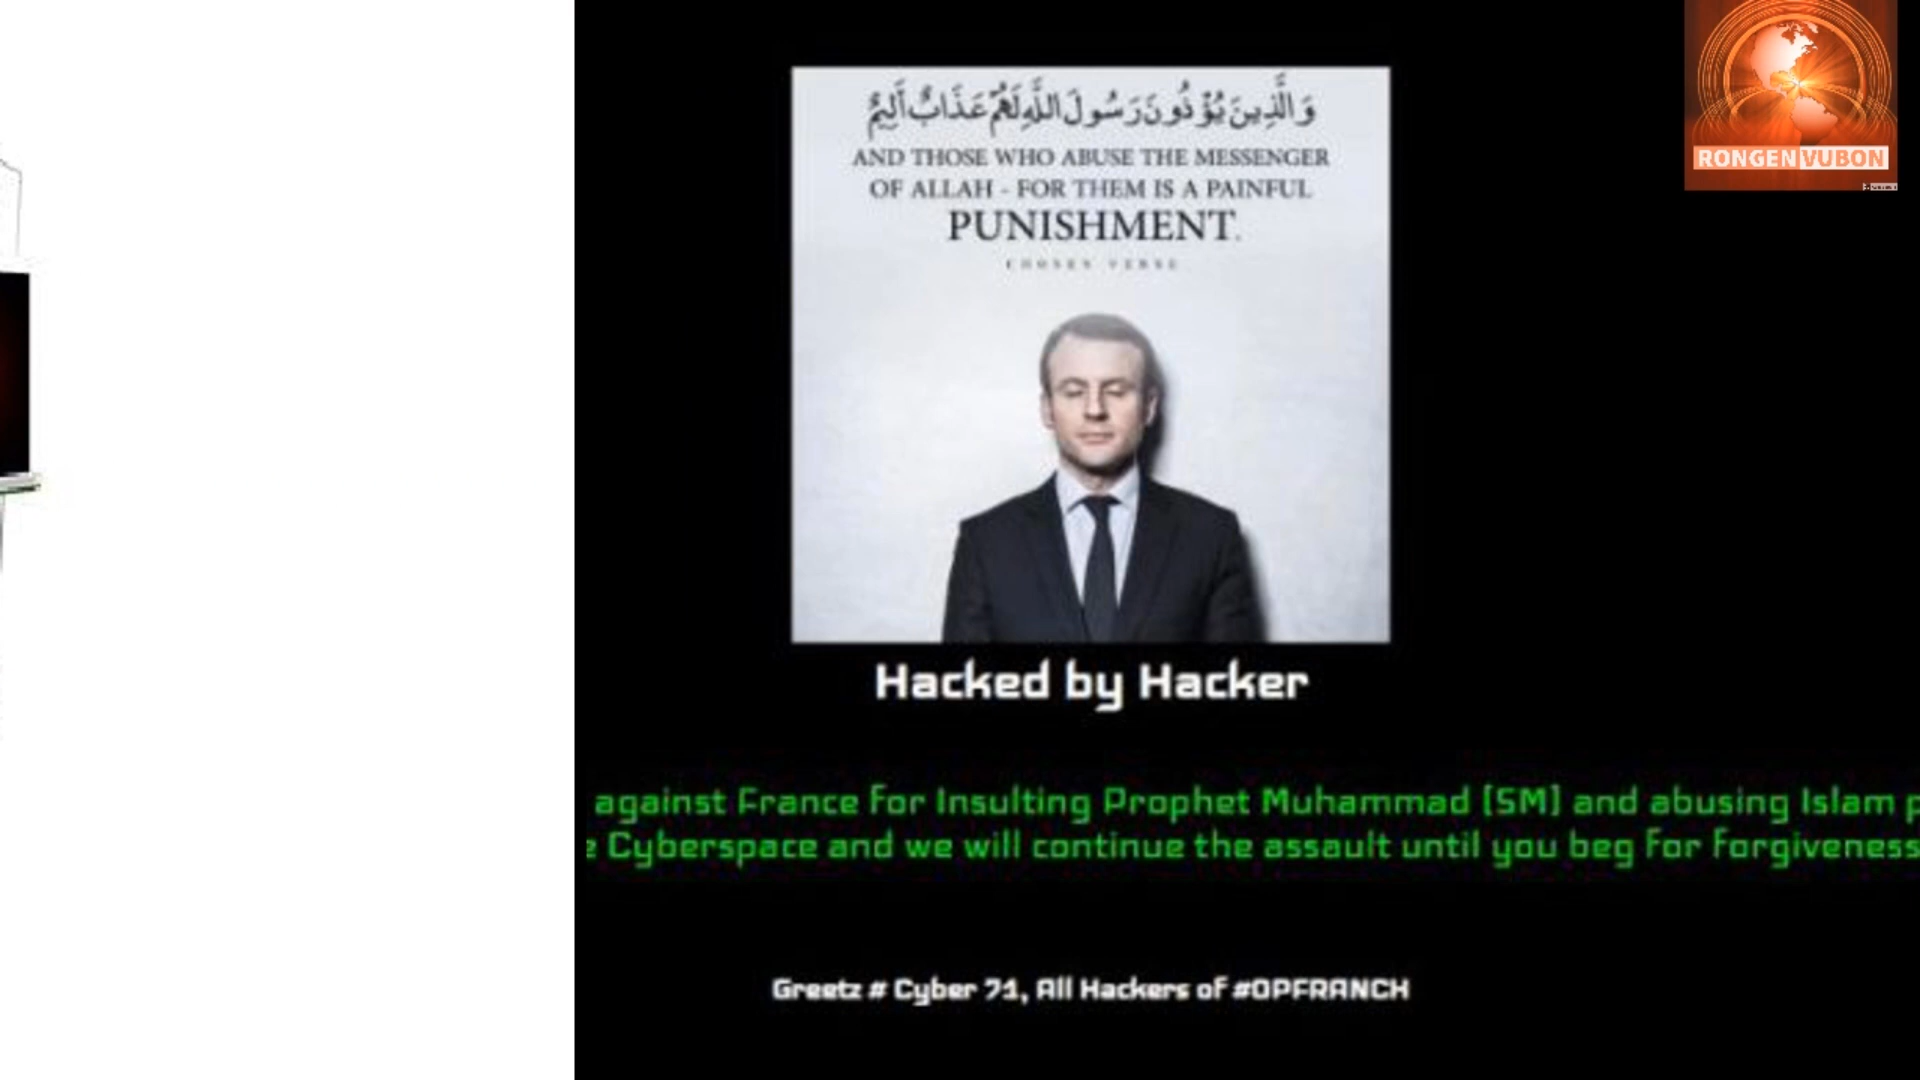 RONGEN VUBON
وَالَّذِينَ يُؤْذُونَ رَسُولَ اللَّهِ لَهُمْ عَذَابٌ أَلِيمٌ
AND THOSE WHO ABUSE THE MESSENGER
OF ALLAH - FOR THEM IS A PAINFUL
PUNISHMENT.
Hacked by Hacker
against France for Insulting Prophet Muhammad [SM] and abusing Islam p
e Cyberspace and we will continue the assault until you beg for forgiveness
Greetz # Cyber 71, All Hackers of #OPFRANCH